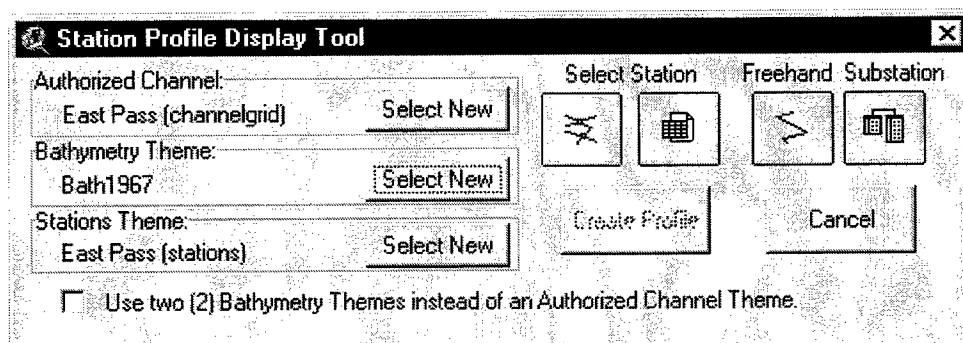 Station Profile Display Tool
Authorized Channel:
East Pass (channelgrid)
Select New
Bathymetry Theme:
Bath1967
Select New
Stations Theme:
East Pass (stations)
Select New
Select Station
Freehand Substation
Create Profile
Cancel
Use two (2) Bathymetry Themes instead of an Authorized Channel Theme.